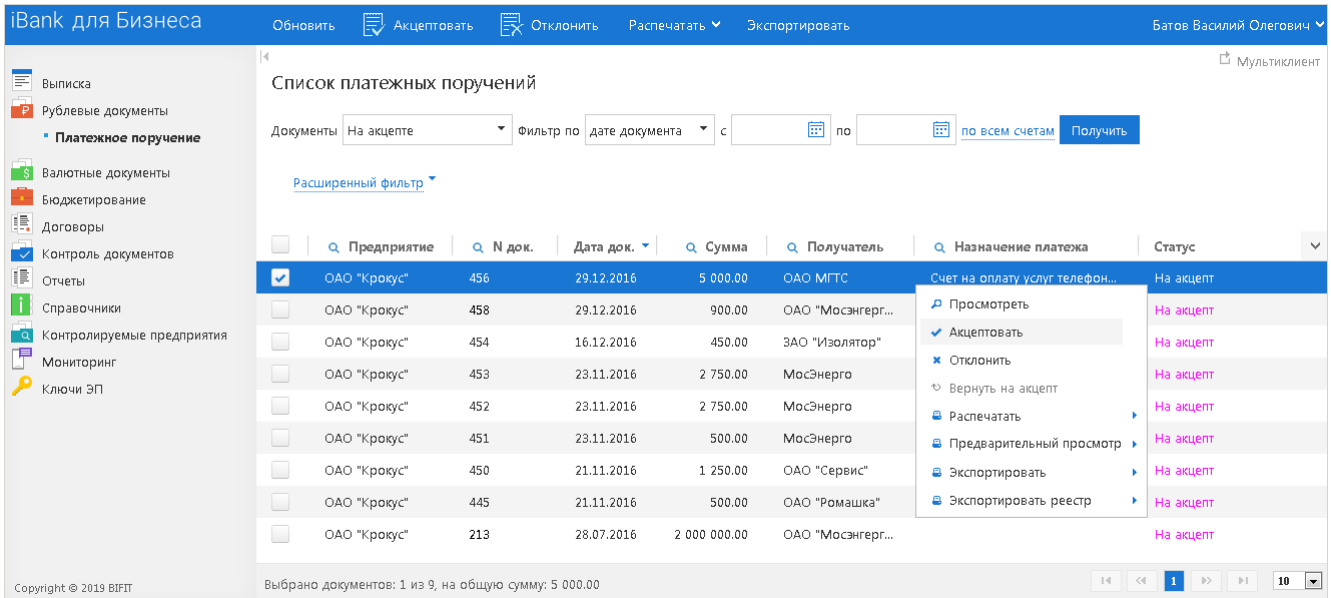 iBank для Бизнеса Обновить Акцептовать Отклонить Распечатать Экспортировать Батов Василий Олегович
Мультиклиент
Выписка
Рублевые документы
Платежное поручение
Валютные документы
Бюджетирование
Договоры
Контроль документов
Отчеты
Справочники
Контролируемые предприятия
Мониторинг
Ключи ЭП
Copyright © 2019 BIFIT
Список платежных поручений
Документы На акцепте Фильтр по дате документа с по по всем счетам Получить
Расширенный фильтр
Предприятие N док. Дата док. Сумма Получатель Назначение платежа Статус
ОАО "Крокус" 456 29.12.2016 5 000.00 ОАО МГТС Счет на оплату услуг телефон... На акцепт
ОАО "Крокус" 458 29.12.2016 900.00 ОАО "Мосэнгерг... На акцепт
ОАО "Крокус" 454 16.12.2016 450.00 ЗАО "Изолятор" На акцепт
ОАО "Крокус" 453 23.11.2016 2 750.00 МосЭнерго На акцепт
ОАО "Крокус" 452 23.11.2016 2 750.00 МосЭнерго На акцепт
ОАО "Крокус" 451 23.11.2016 500.00 МосЭнерго На акцепт
ОАО "Крокус" 450 21.11.2016 1 250.00 ОАО "Сервис" На акцепт
ОАО "Крокус" 445 21.11.2016 500.00 ОАО "Ромашка" На акцепт
ОАО "Крокус" 213 28.07.2016 2 000 000.00 ОАО "Мосэнгерг... На акцепт
Просмотреть
Акцептовать
Отклонить
Вернуть на акцепт
Распечатать
Предварительный просмотр
Экспортировать
Экспортировать реестр
Выбрано документов: 1 из 9, на общую сумму: 5 000.00 1 10